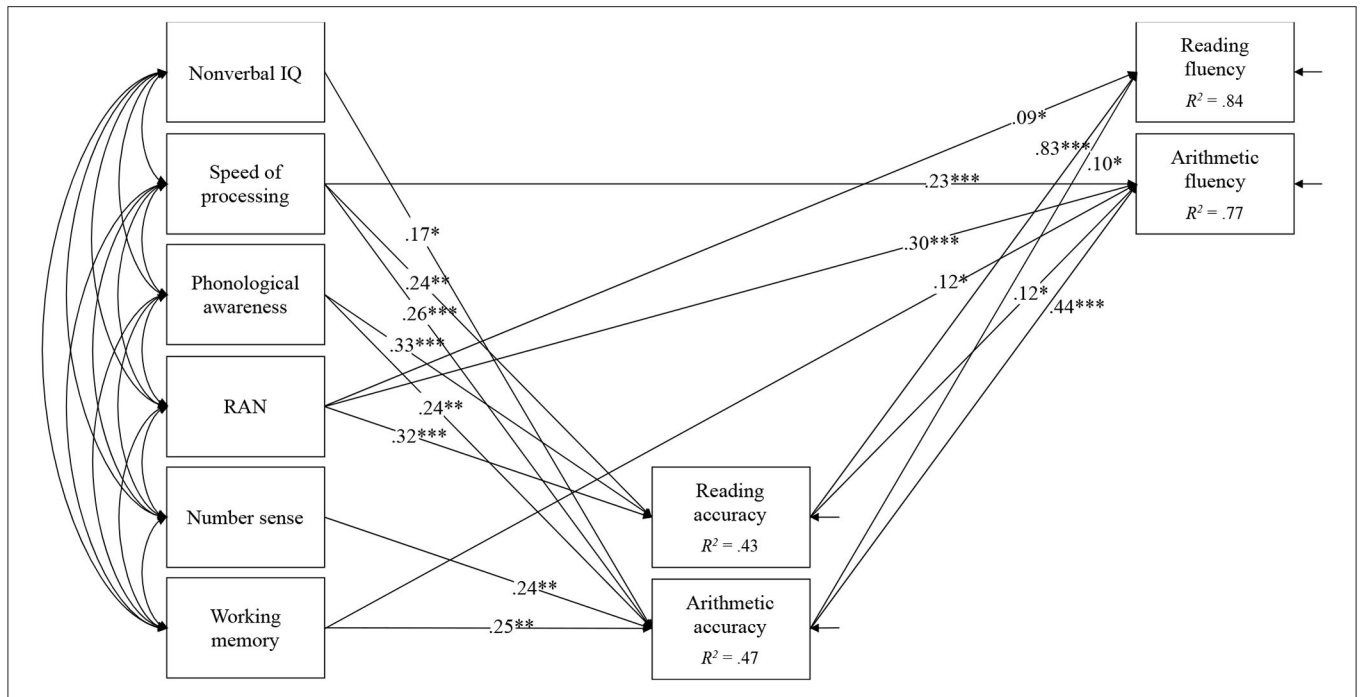 Nonverbal IQ
Speed of
processing
Phonological
awareness
RAN
Number sense
Working
memory
.17*
.24**
.26***
.33***
.24**
.32***
.24**
.25**
Reading
accuracy
R² = .43
Arithmetic
accuracy
R² = .47
.09*
.83***
.10*
.23***
.30***
.12*
.12*
.44***
Reading
fluency
R² = .84
Arithmetic
fluency
R² = .77